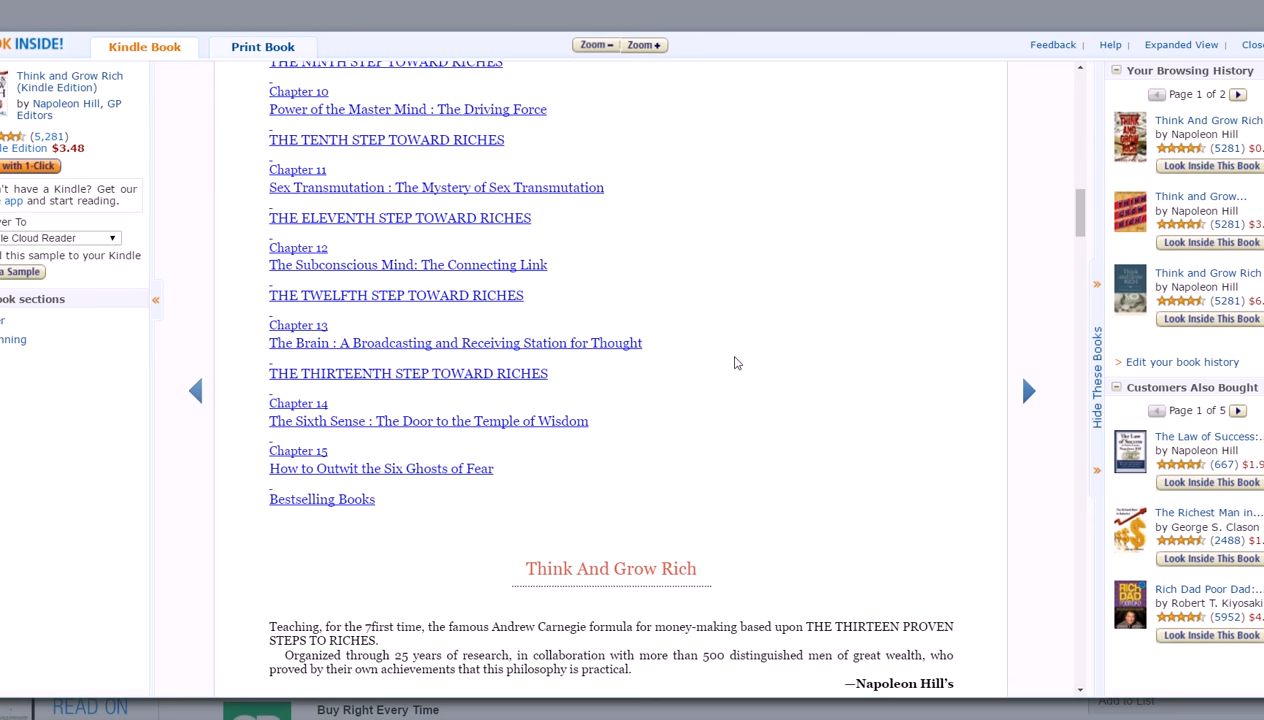 OK INSIDE!
Kindle Book
Print Book
Zoom –
Zoom +
Feedback | Help | Expanded View | Clos
Think and Grow Rich
(Kindle Edition)
by Napoleon Hill, GP
Editors
(5,281)
le Edition $3.48
with 1-Click
n't have a Kindle? Get our
app and start reading.
ver To
le Cloud Reader
d this sample to your Kindle
a Sample
ook sections
er
nning
THE NINTH STEP TOWARD RICHES
Chapter 10
Power of the Master Mind : The Driving Force
THE TENTH STEP TOWARD RICHES
Chapter 11
Sex Transmutation : The Mystery of Sex Transmutation
THE ELEVENTH STEP TOWARD RICHES
Chapter 12
The Subconscious Mind: The Connecting Link
THE TWELFTH STEP TOWARD RICHES
Chapter 13
The Brain : A Broadcasting and Receiving Station for Thought
THE THIRTEENTH STEP TOWARD RICHES
Chapter 14
The Sixth Sense : The Door to the Temple of Wisdom
Chapter 15
How to Outwit the Six Ghosts of Fear
Bestselling Books
Think And Grow Rich
Teaching, for the 7first time, the famous Andrew Carnegie formula for money-making based upon THE THIRTEEN PROVEN
STEPS TO RICHES.
Organized through 25 years of research, in collaboration with more than 500 distinguished men of great wealth, who
proved by their own achievements that this philosophy is practical.
—Napoleon Hill's
Hide These Books
Your Browsing History
Page 1 of 2
Think And Grow Rich
by Napoleon Hill
(5281) $0.
Look Inside This Book
Think and Grow...
by Napoleon Hill
(5281) $3.
Look Inside This Book
Think and Grow Rich
by Napoleon Hill
(5281) $6.
Look Inside This Book
> Edit your book history
Customers Also Bought
Page 1 of 5
The Law of Success:..
by Napoleon Hill
(667) $1.9
Look Inside This Book
The Richest Man in...
by George S. Clason
(2488) $1.
Look Inside This Book
Rich Dad Poor Dad:...
by Robert T. Kiyosaki
(5952) $4.
Look Inside This Book
READ ON
Buy Right Every Time
Add to List